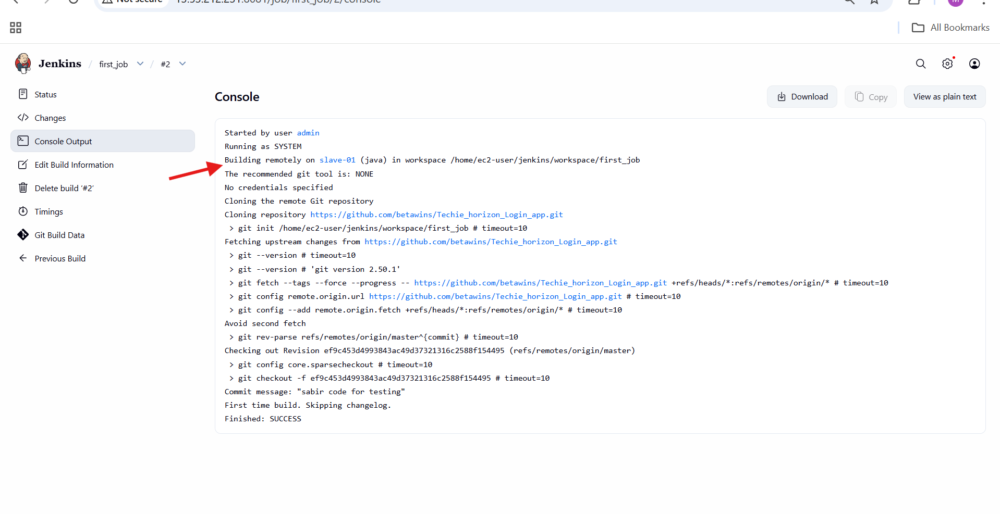 All Bookmarks
Jenkins / first_job / #2
Status
Changes
Console Output
Edit Build Information
Delete build ‘#2’
Timings
Git Build Data
Previous Build
Console
Download
Copy
View as plain text
Started by user admin
Running as SYSTEM
Building remotely on slave-01 (java) in workspace /home/ec2-user/jenkins/workspace/first_job
The recommended git tool is: NONE
No credentials specified
Cloning the remote Git repository
Cloning repository https://github.com/betawins/Techie_horizon_Login_app.git
> git init /home/ec2-user/jenkins/workspace/first_job # timeout=10
Fetching upstream changes from https://github.com/betawins/Techie_horizon_Login_app.git
> git --version # timeout=10
> git --version # 'git version 2.50.1'
> git fetch --tags --force --progress -- https://github.com/betawins/Techie_horizon_Login_app.git +refs/heads/*:refs/remotes/origin/* # timeout=10
> git config remote.origin.url https://github.com/betawins/Techie_horizon_Login_app.git # timeout=10
> git config --add remote.origin.fetch +refs/heads/*:refs/remotes/origin/* # timeout=10
Avoid second fetch
> git rev-parse refs/remotes/origin/master^{commit} # timeout=10
Checking out Revision ef9c453d4993843ac49d37321316c2588f154495 (refs/remotes/origin/master)
> git config core.sparsecheckout # timeout=10
> git checkout -f ef9c453d4993843ac49d37321316c2588f154495 # timeout=10
Commit message: "sabir code for testing"
First time build. Skipping changelog.
Finished: SUCCESS